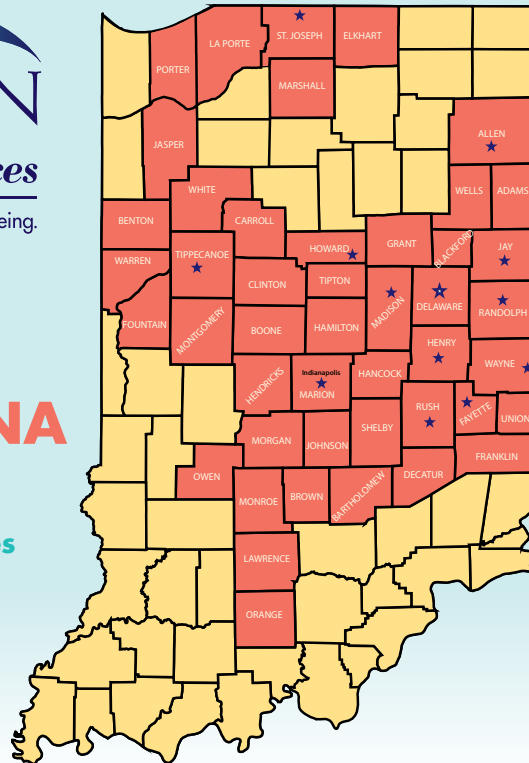 N
ces
eing.
NA
s
ST. JOSEPH
ELKHART
LA PORTE
PORTER
MARSHALL
ALLEN
JASPER
WHITE
WELLS
ADAMS
BENTON
CARROLL
GRANT
BLACKFORD
HOWARD
JAY
WARREN
TIPPECANOE
CLINTON
TIPTON
MADISON
DELAWARE
RANDOLPH
FOUNTAIN
MONTGOMERY
BOONE
HAMILTON
HENRY
WAYNE
HENDRICKS
Indianapolis
MARION
HANCOCK
RUSH
FAYETTE
UNION
MORGAN
JOHNSON
SHELBY
FRANKLIN
OWEN
MONROE
BROWN
BARTHOLOMEW
DECATUR
LAWRENCE
ORANGE